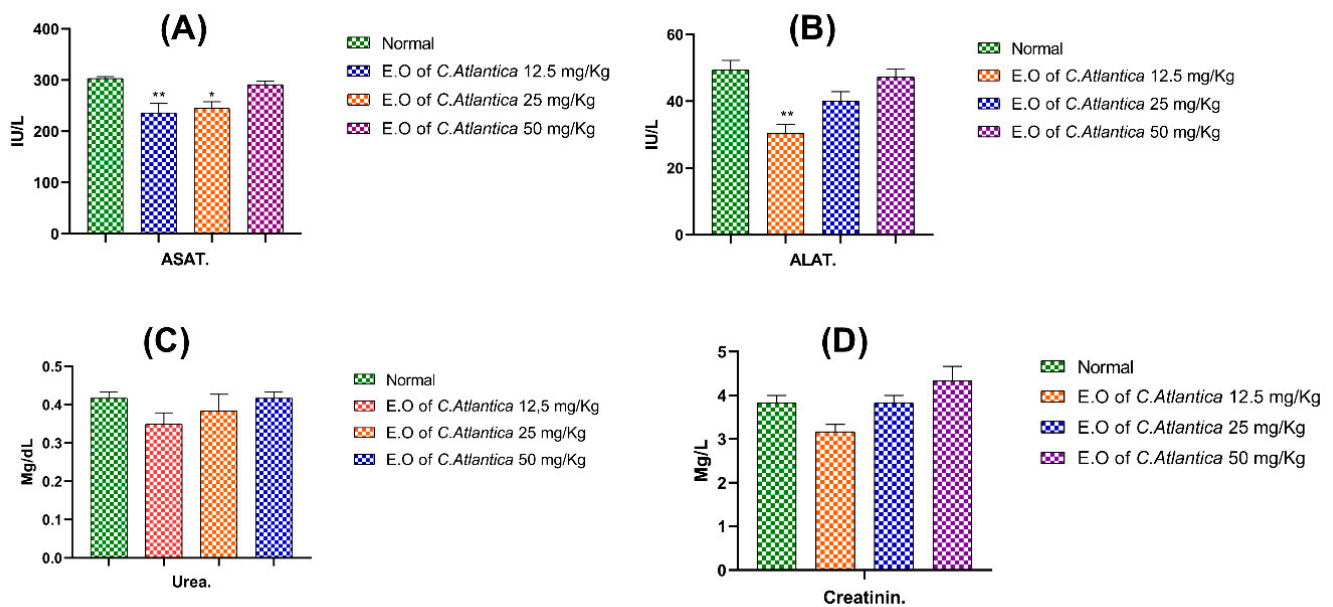 (A)
400
300
200
100
0
IU/L
**
*
ASAT.
Normal
E.O of C.Atlantica 12.5 mg/Kg
E.O of C.Atlantica 25 mg/Kg
E.O of C.Atlantica 50 mg/Kg
(B)
60
40
20
0
IU/L
**
ALAT.
Normal
E.O of C.Atlantica 12.5 mg/Kg
E.O of C.Atlantica 25 mg/Kg
E.O of C.Atlantica 50 mg/Kg
(C)
0.5
0.4
0.3
0.2
0.1
0.0
Mg/dL
Urea.
Normal
E.O of C.Atlantica 12,5 mg/Kg
E.O of C.Atlantica 25 mg/Kg
E.O of C.Atlantica 50 mg/Kg
(D)
5
4
3
2
1
0
Mg/L
Creatinin.
Normal
E.O of C.Atlantica 12.5 mg/Kg
E.O of C.Atlantica 25 mg/Kg
E.O of C.Atlantica 50 mg/Kg